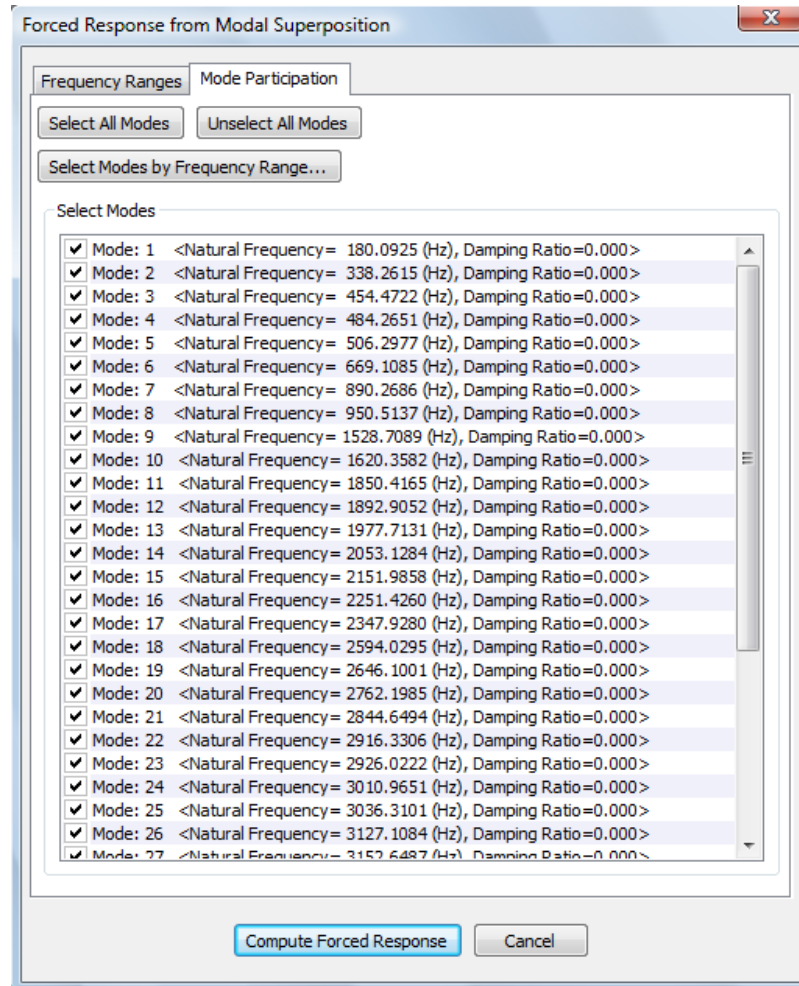 Forced Response from Modal Superposition
Frequency Ranges Mode Participation
Select All Modes Unselect All Modes
Select Modes by Frequency Range...
Select Modes
Mode: 1 <Natural Frequency= 180.0925 (Hz), Damping Ratio=0.000>
Mode: 2 <Natural Frequency= 338.2615 (Hz), Damping Ratio=0.000>
Mode: 3 <Natural Frequency= 454.4722 (Hz), Damping Ratio=0.000>
Mode: 4 <Natural Frequency= 484.2651 (Hz), Damping Ratio=0.000>
Mode: 5 <Natural Frequency= 506.2977 (Hz), Damping Ratio=0.000>
Mode: 6 <Natural Frequency= 669.1085 (Hz), Damping Ratio=0.000>
Mode: 7 <Natural Frequency= 890.2686 (Hz), Damping Ratio=0.000>
Mode: 8 <Natural Frequency= 950.5137 (Hz), Damping Ratio=0.000>
Mode: 9 <Natural Frequency= 1528.7089 (Hz), Damping Ratio=0.000>
Mode: 10 <Natural Frequency= 1620.3582 (Hz), Damping Ratio=0.000>
Mode: 11 <Natural Frequency= 1850.4165 (Hz), Damping Ratio=0.000>
Mode: 12 <Natural Frequency= 1892.9052 (Hz), Damping Ratio=0.000>
Mode: 13 <Natural Frequency= 1977.7131 (Hz), Damping Ratio=0.000>
Mode: 14 <Natural Frequency= 2053.1284 (Hz), Damping Ratio=0.000>
Mode: 15 <Natural Frequency= 2151.9858 (Hz), Damping Ratio=0.000>
Mode: 16 <Natural Frequency= 2251.4260 (Hz), Damping Ratio=0.000>
Mode: 17 <Natural Frequency= 2347.9280 (Hz), Damping Ratio=0.000>
Mode: 18 <Natural Frequency= 2594.0295 (Hz), Damping Ratio=0.000>
Mode: 19 <Natural Frequency= 2646.1001 (Hz), Damping Ratio=0.000>
Mode: 20 <Natural Frequency= 2762.1985 (Hz), Damping Ratio=0.000>
Mode: 21 <Natural Frequency= 2844.6494 (Hz), Damping Ratio=0.000>
Mode: 22 <Natural Frequency= 2916.3306 (Hz), Damping Ratio=0.000>
Mode: 23 <Natural Frequency= 2926.0222 (Hz), Damping Ratio=0.000>
Mode: 24 <Natural Frequency= 3010.9651 (Hz), Damping Ratio=0.000>
Mode: 25 <Natural Frequency= 3036.3101 (Hz), Damping Ratio=0.000>
Mode: 26 <Natural Frequency= 3127.1084 (Hz), Damping Ratio=0.000>
Mode: 27 <Natural Frequency= 3152.6487 (Hz), Damping Ratio=0.000>
Compute Forced Response Cancel